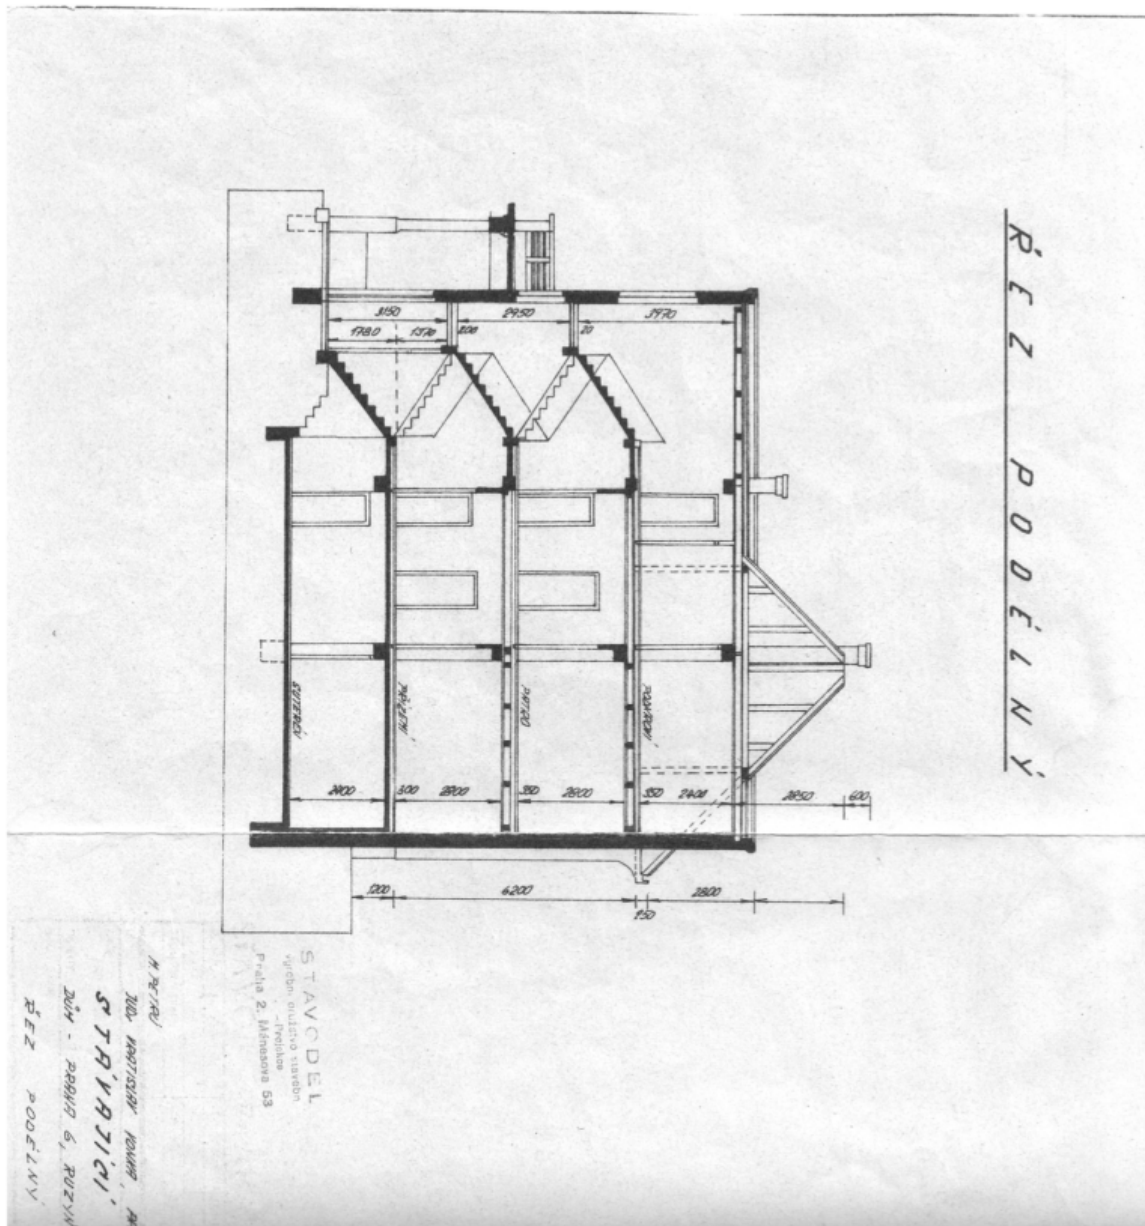 ŘEZ PODÉLNÝ
3150
2950
3970
1780
1370
200
20
SUTERÉN
PŘÍZEMÍ
PATRO
PODKROVÍ
2400
300
2800
350
2800
350
2400
2850
600
1200
6200
150
2800
STAVODEL
výrobní družstvo stavební
Praha 2, Mánesova 53
STÁVAJÍCÍ
DŮM - PRAHA 6, RUZYN
ŘEZ PODÉLNÝ